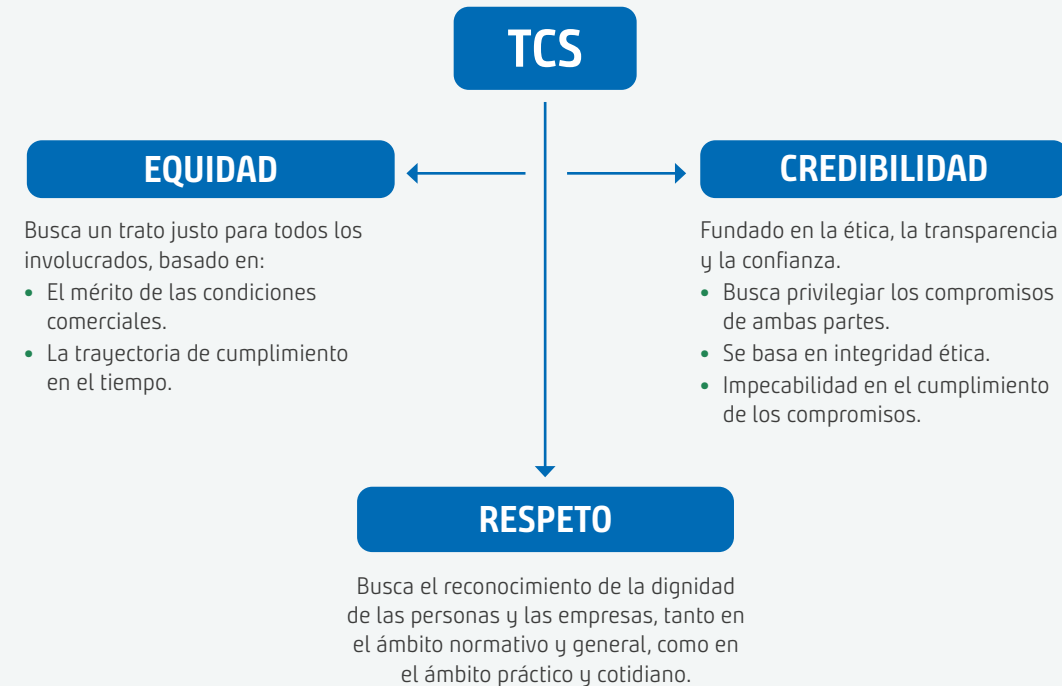 TCS
EQUIDAD
Busca un trato justo para todos los
involucrados, basado en:
• El mérito de las condiciones
comerciales.
• La trayectoria de cumplimiento
en el tiempo.
CREDIBILIDAD
Fundado en la ética, la transparencia
y la confianza.
• Busca privilegiar los compromisos
de ambas partes.
• Se basa en integridad ética.
• Impecabilidad en el cumplimiento
de los compromisos.
RESPETO
Busca el reconocimiento de la dignidad
de las personas y las empresas, tanto en
el ámbito normativo y general, como en
el ámbito práctico y cotidiano.